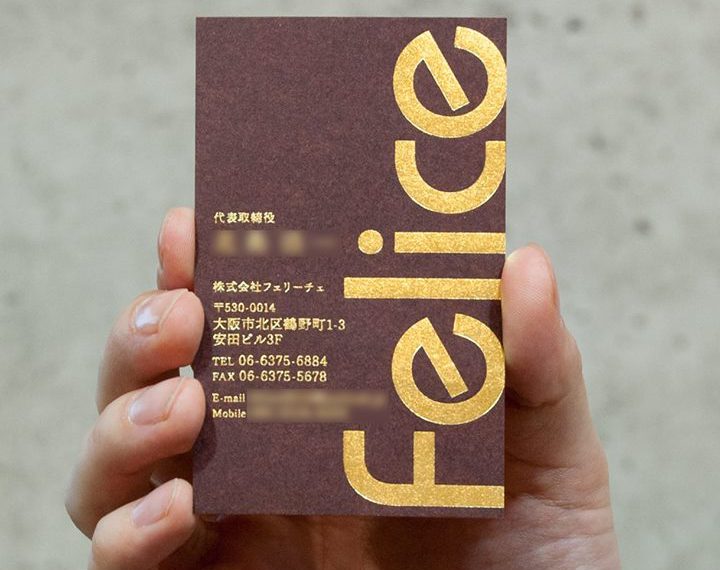 felice
代表取締役
株式会社フェリーチェ
〒530-0014
大阪市北区鶴野町1-3
安田ビル3F
TEL 06-6375-6884
FAX 06-6375-5678
E-mail
Mobile